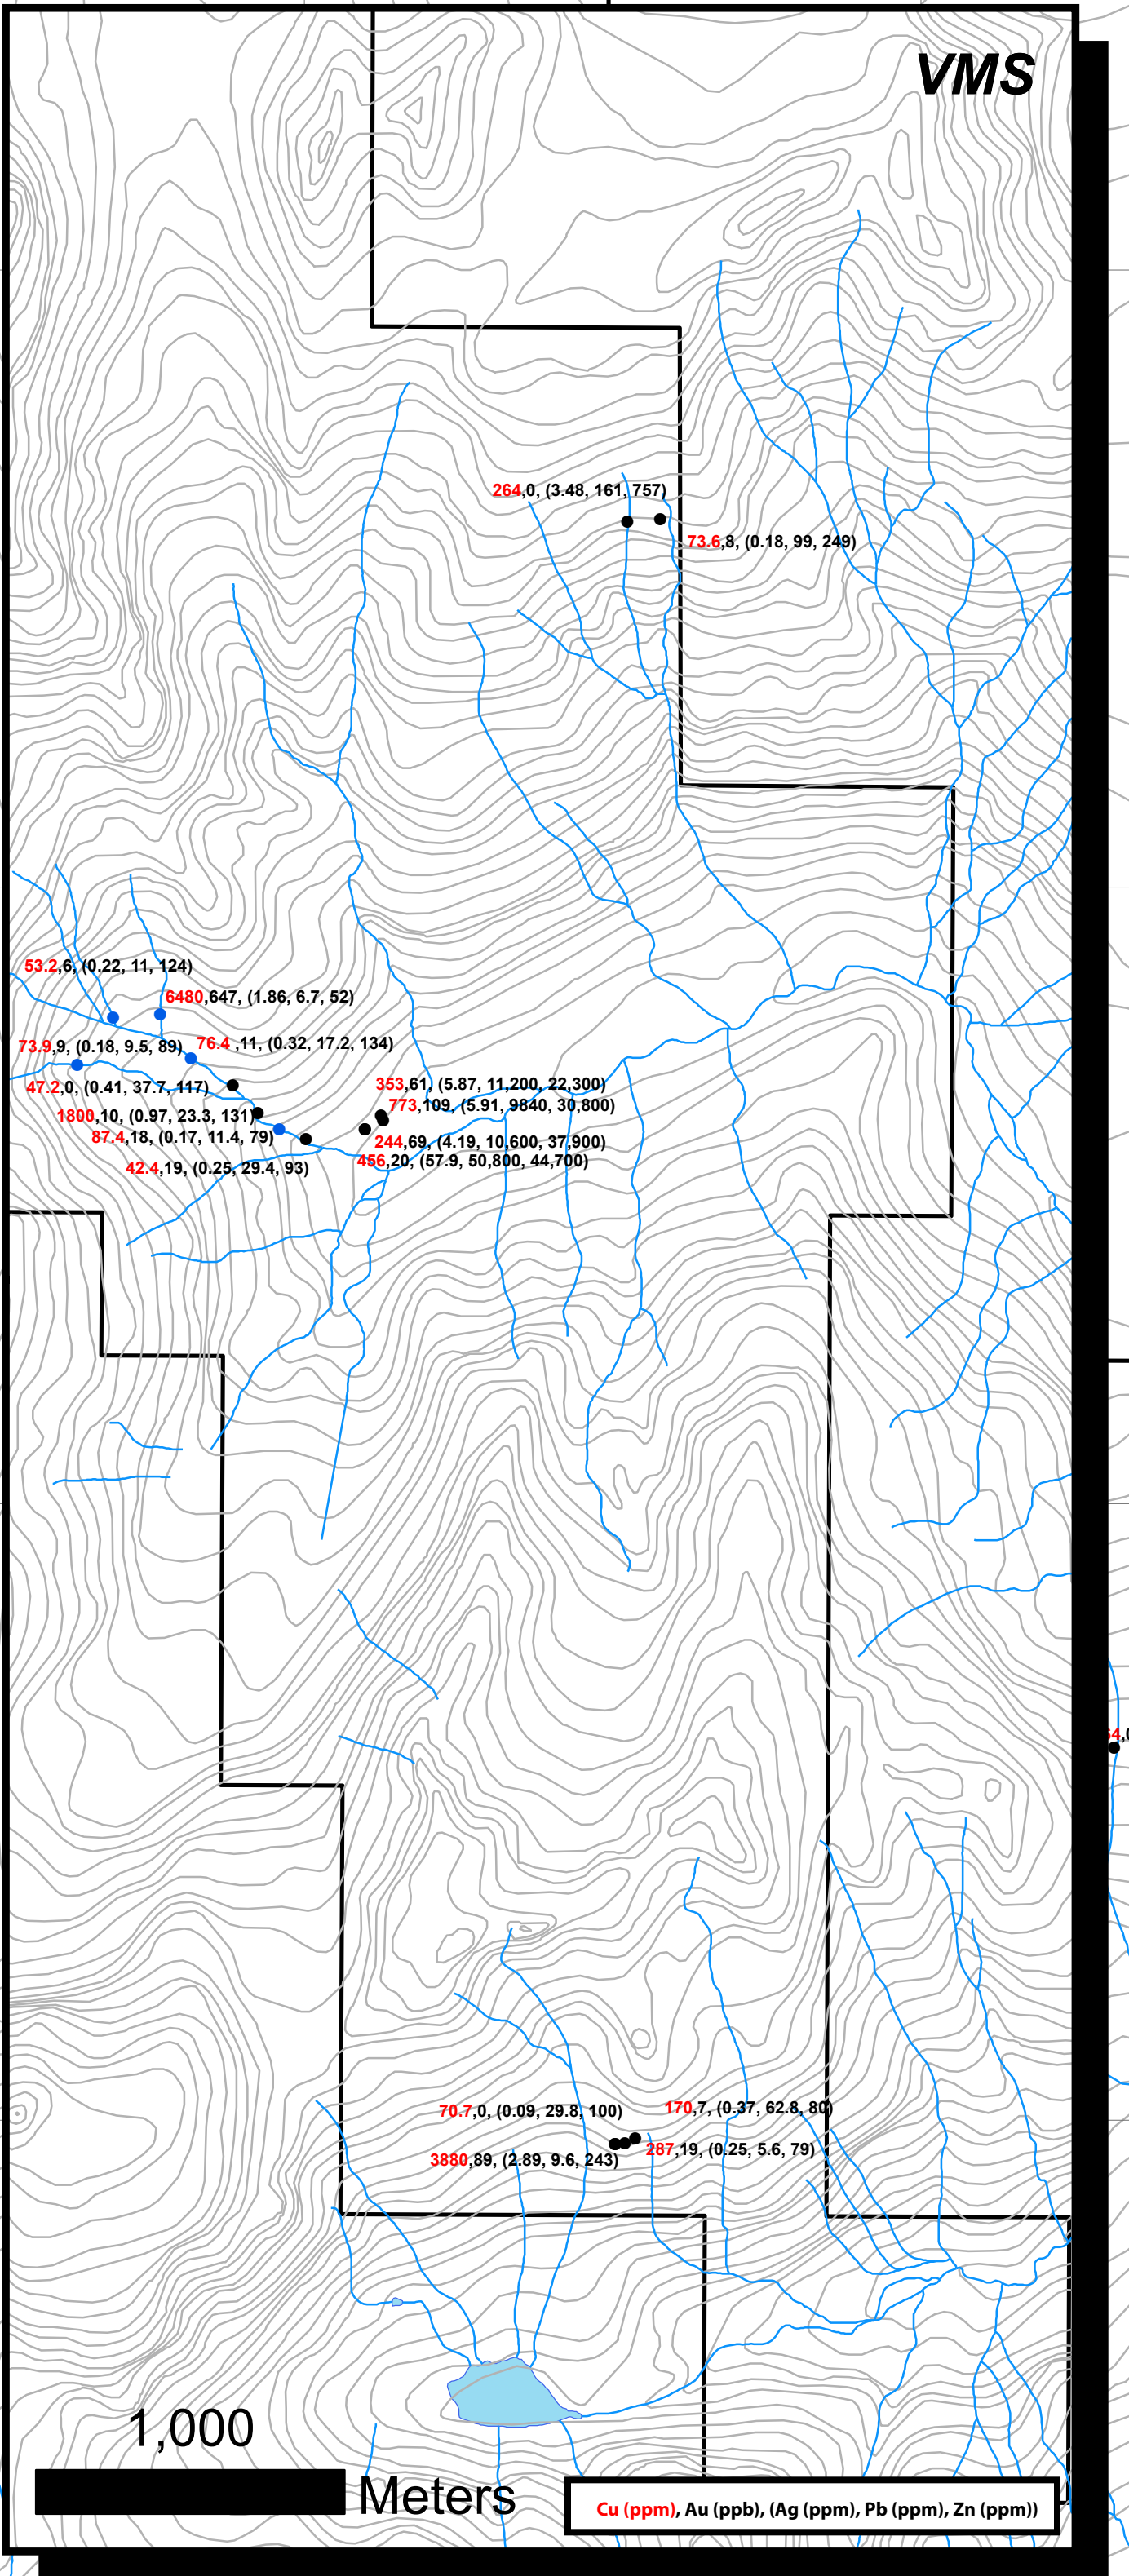 VMS
264,0, (3.48, 161, 757)
73.6,8, (0.18, 99, 249)
53.2,6, (0.22, 11, 124)
6480,647, (1.86, 6.7, 52)
73.9,9, (0.18, 9.5, 89)
76.4 ,11, (0.32, 17.2, 134)
47.2,0, (0.41, 37.7, 117)
353,61, (5.87, 11,200, 22,300)
773,109, (5.91, 9840, 30,800)
1800,10, (0.97, 23.3, 131)
87.4,18, (0.17, 11.4, 79)
244,69, (4.19, 10,600, 37,900)
456,20, (57.9, 50,800, 44,700)
42.4,19, (0.25, 29.4, 93)
70.7,0, (0.09, 29.8, 100)
170,7, (0.37, 62.8, 80)
287,19, (0.25, 5.6, 79)
3880,89, (2.89, 9.6, 243)
1,000
Meters
Cu (ppm), Au (ppb), (Ag (ppm), Pb (ppm), Zn (ppm))